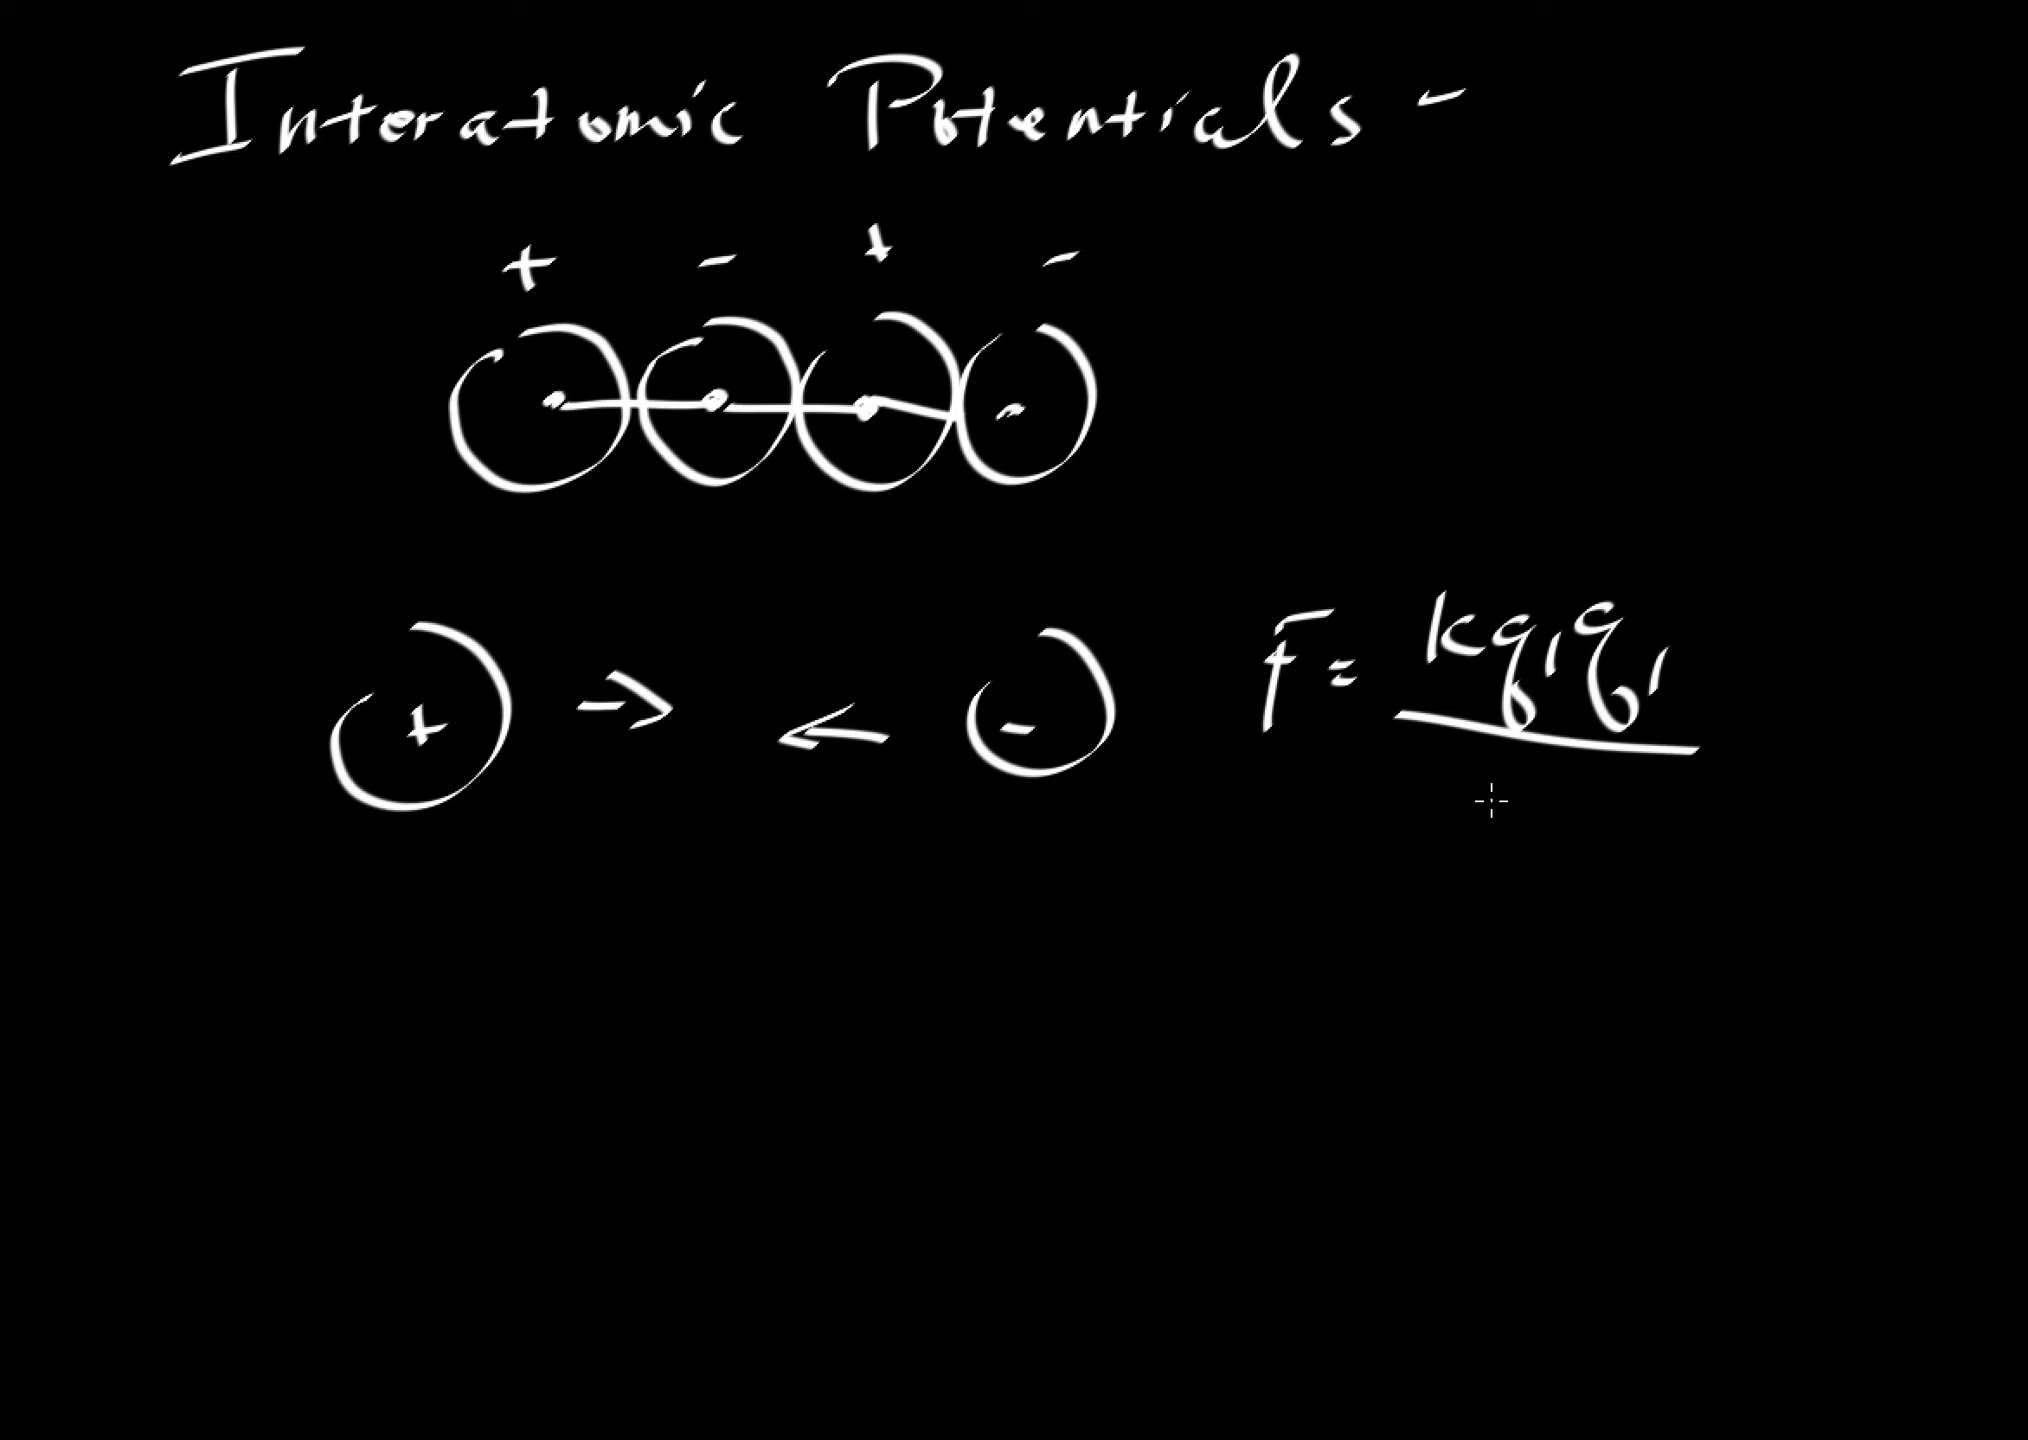 Interatomic Potentials -
+ - + -
+ → ← - F = kq₁q₁